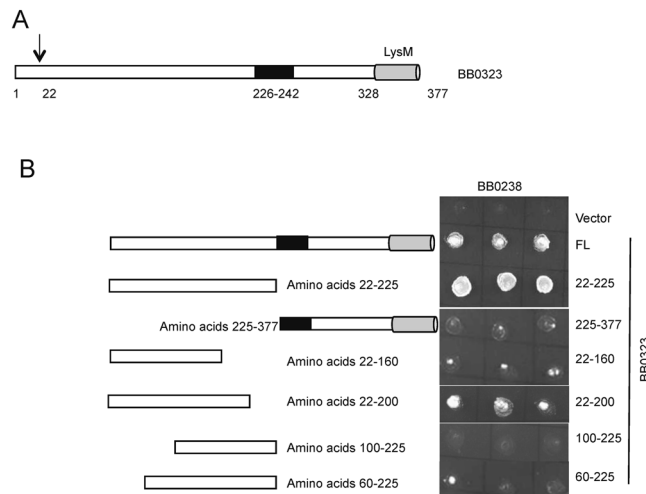 A
LysM
BB0323
1 22 226-242 328 377
B
BB0238
Vector
FL
Amino acids 22-225 22-225
Amino acids 225-377 225-377
Amino acids 22-160 22-160
Amino acids 22-200 22-200
Amino acids 100-225 100-225
Amino acids 60-225 60-225
BB0323